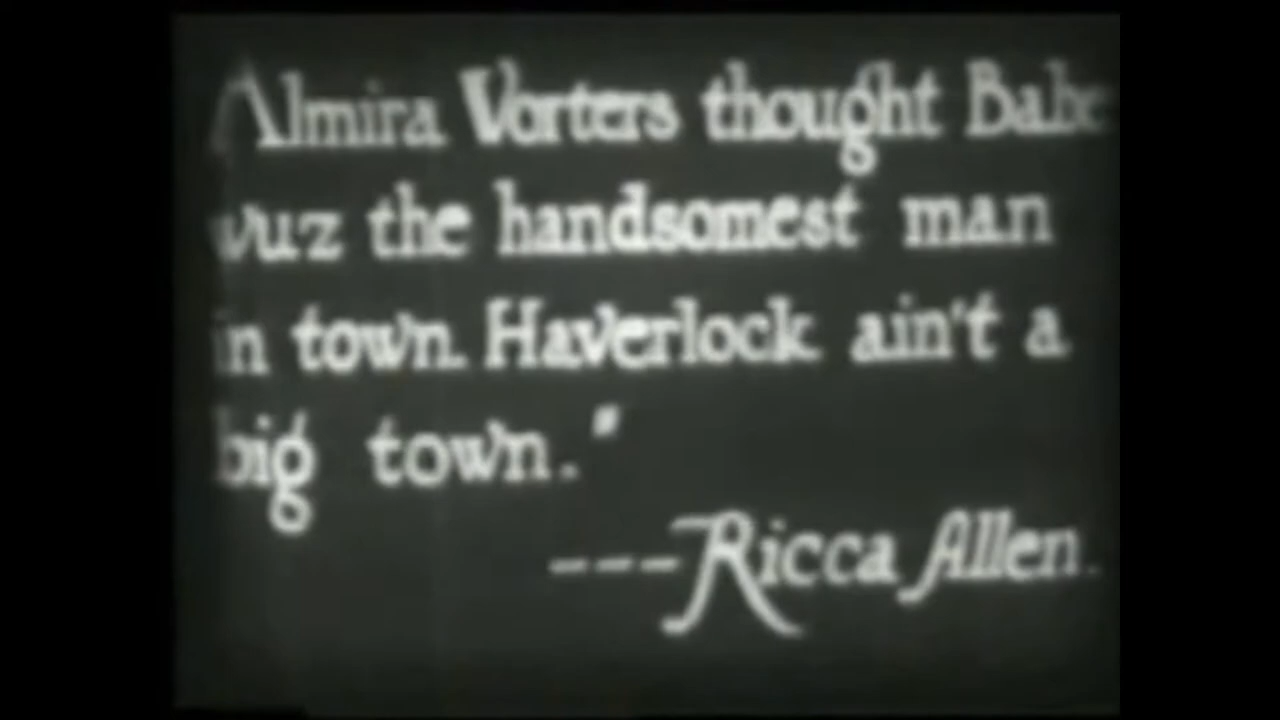 Almira Vorters thought Babe
wuz the handsomest man
in town. Haverlock ain't a
big town."
---Ricca Allen.